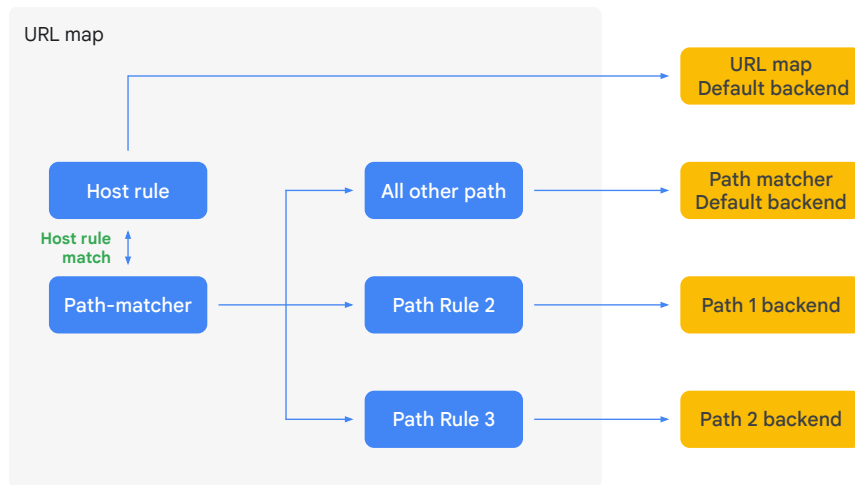 URL map
URL map
Default backend
Host rule
All other path
Path matcher
Default backend
Host rule
match
Path-matcher
Path Rule 2
Path 1 backend
Path Rule 3
Path 2 backend